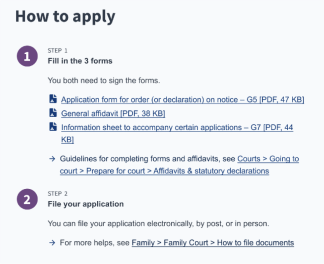 How to apply
1
STEP 1
Fill in the 3 forms
You both need to sign the forms.
Application form for order (or declaration) on notice – G5 [PDF, 47 KB]
General affidavit [PDF, 38 KB]
Information sheet to accompany certain applications – G7 [PDF, 44
KB]
→ Guidelines for completing forms and affidavits, see Courts > Going to
court > Prepare for court > Affidavits & statutory declarations
2
STEP 2
File your application
You can file your application electronically, by post, or in person.
→ For more helps, see Family > Family Court > How to file documents